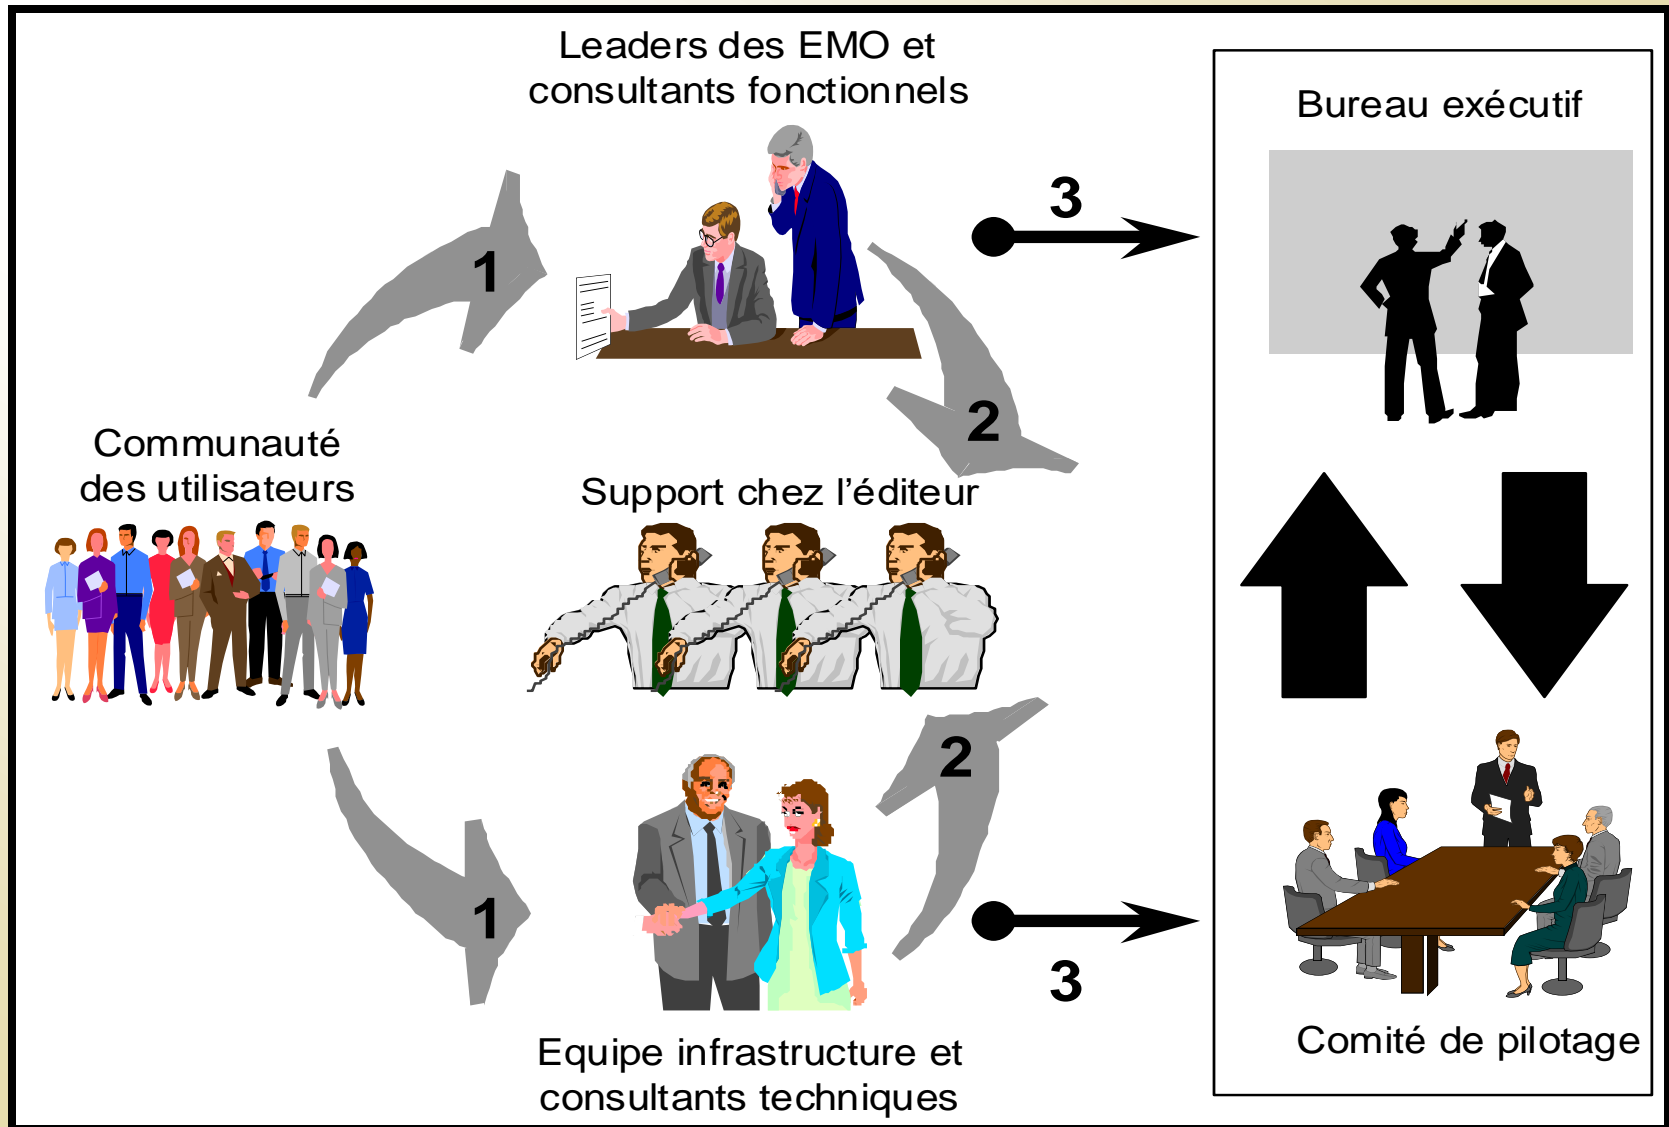 Leaders des EMO et
consultants fonctionnels
Bureau exécutif
3
1
2
Communauté
des utilisateurs
Support chez l'éditeur
2
1
3
Equipe infrastructure et
consultants techniques
Comité de pilotage